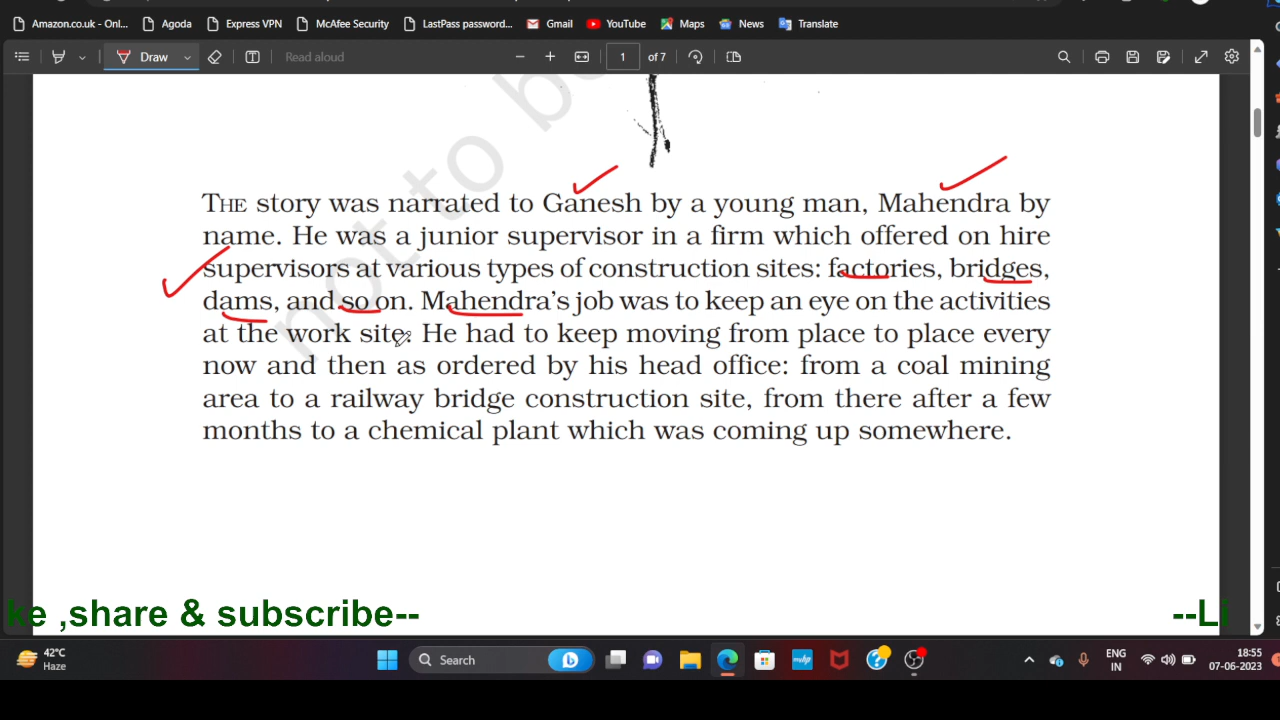 Amazon.co.uk - Onl...
Agoda
Express VPN
McAfee Security
LastPass password...
Gmail
YouTube
Maps
News
Translate
Draw
Read aloud
1
of 7
not to be
THE story was narrated to Ganesh by a young man, Mahendra by
name. He was a junior supervisor in a firm which offered on hire
supervisors at various types of construction sites: factories, bridges,
dams, and so on. Mahendra's job was to keep an eye on the activities
at the work site. He had to keep moving from place to place every
now and then as ordered by his head office: from a coal mining
area to a railway bridge construction site, from there after a few
months to a chemical plant which was coming up somewhere.
ke ,share & subscribe-- --Li
42°C
Haze
Search
ENG
IN
18:55
07-06-2023